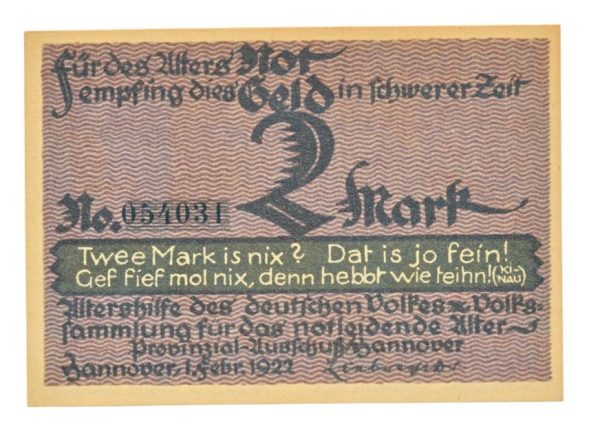 Für des Alters Not
empfing dies Geld in schwerer Zeit
2
No. 054031 Mark
Twee Mark is nix? Dat is jo fein!
Gef fief mol nix, denn hebbt wie teihn! (KI-NAU)
Altershilfe des deutschen Volkes Volks-
sammlung für das notleidende Alter
Provinzial-Ausschuß Hannover
Hannover, 1. Febr. 1922